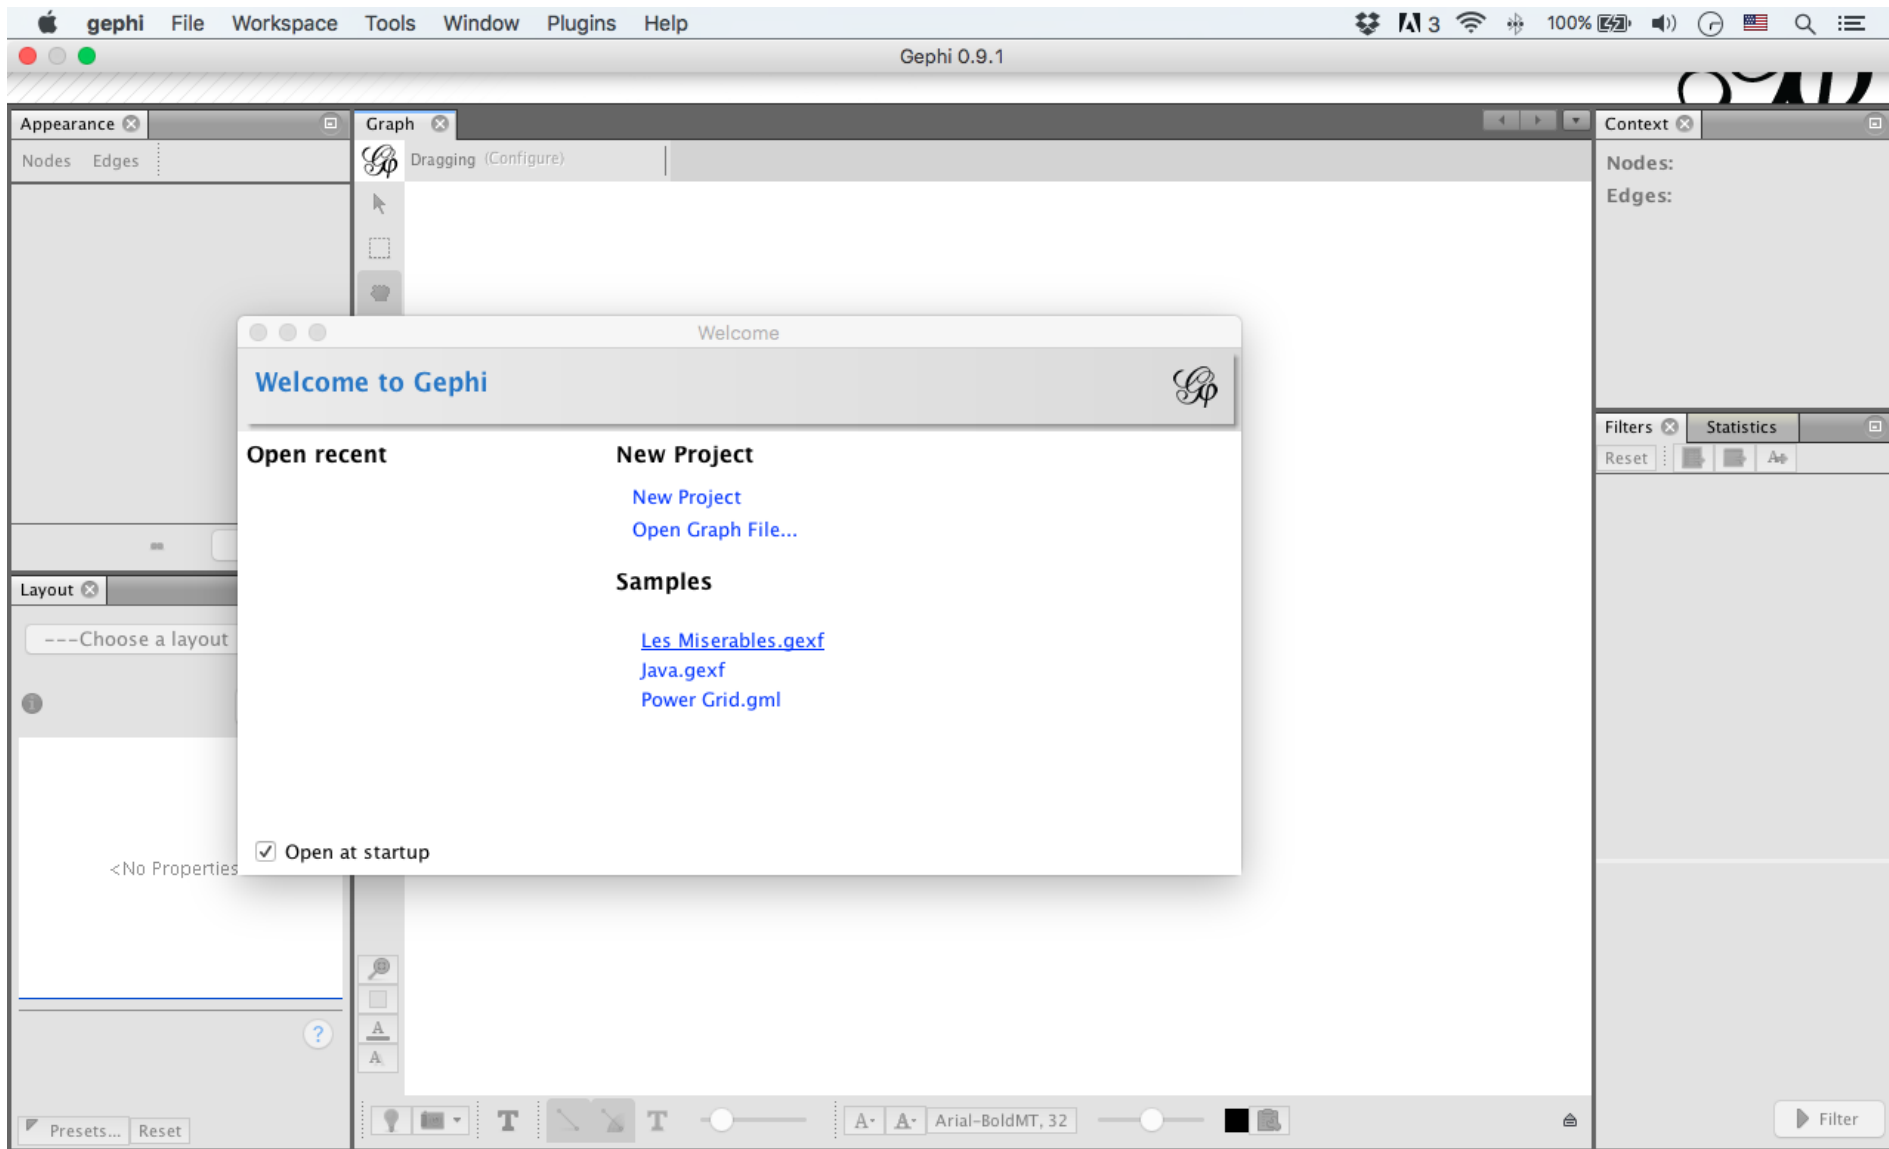 gephi File Workspace Tools Window Plugins Help 3 100%
Gephi 0.9.1
Appearance
Nodes Edges
Graph
Dragging (Configure)
Context
Nodes:
Edges:
Welcome
Welcome to Gephi
Open recent
New Project
New Project
Open Graph File...
Samples
Les Miserables.gexf
Java.gexf
Power Grid.gml
Open at startup
Filters Statistics
Reset
Layout
---Choose a layout
<No Properties
Presets... Reset
T T A A Arial-BoldMT, 32
Filter